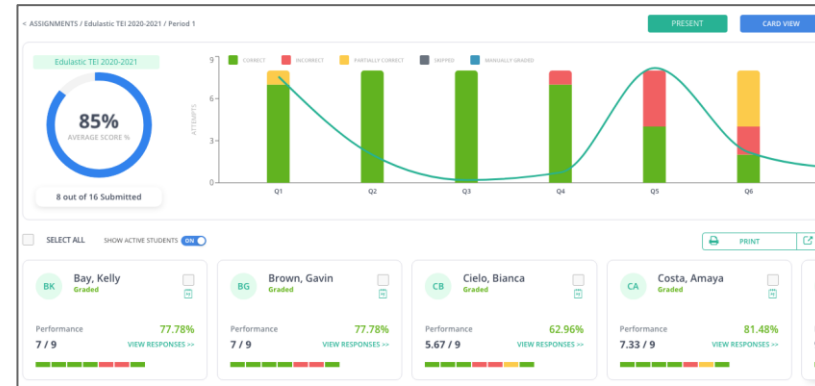 < ASSIGNMENTS / Edulastic TEI 2020-2021 / Period 1
PRESENT
CARD VIEW
Edulastic TEI 2020-2021
85%
AVERAGE SCORE %
8 out of 16 Submitted
CORRECT INCORRECT PARTIALLY CORRECT SKIPPED MANUALLY GRADED
ATTEMPTS
9
6
3
0
Q1 Q2 Q3 Q4 Q5 Q6
SELECT ALL
SHOW ACTIVE STUDENTS ON
PRINT
BK
Bay, Kelly
Graded
Performance 77.78%
7 / 9 VIEW RESPONSES >>
BG
Brown, Gavin
Graded
Performance 77.78%
7 / 9 VIEW RESPONSES >>
CB
Cielo, Bianca
Graded
Performance 62.96%
5.67 / 9 VIEW RESPONSES >>
CA
Costa, Amaya
Graded
Performance 81.48%
7.33 / 9 VIEW RESPONSES >>